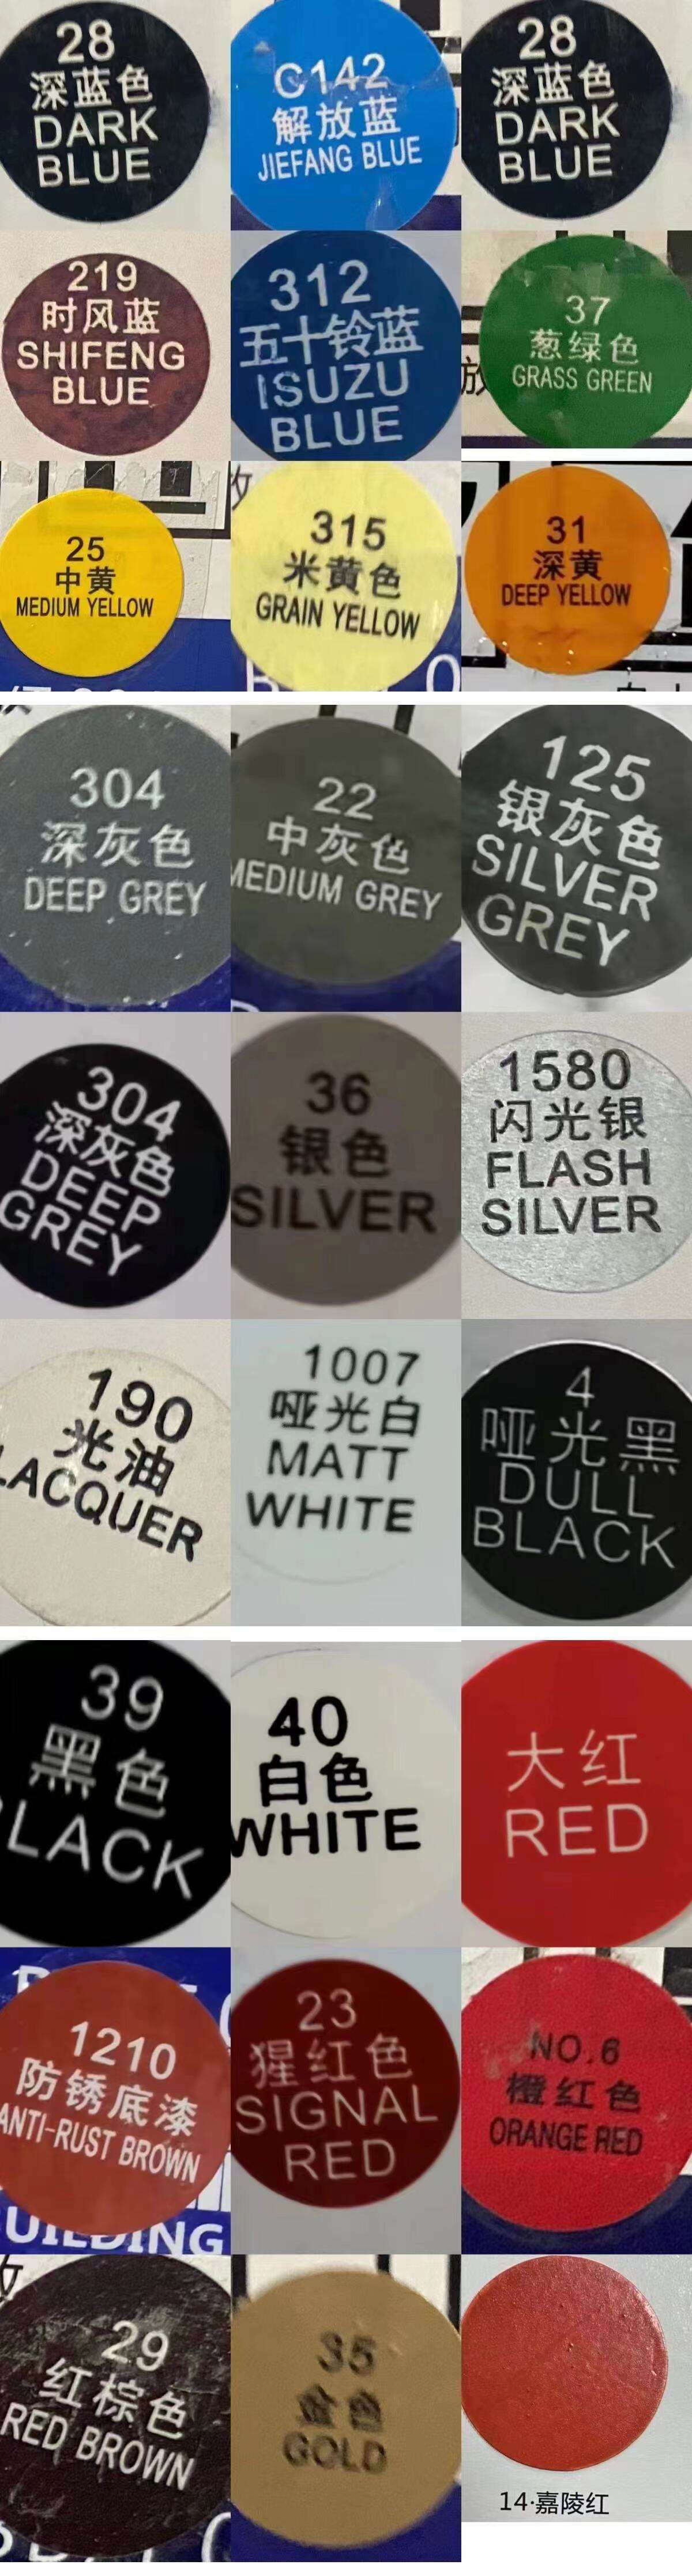 28
深蓝色
DARK
BLUE
C142
解放蓝
JIEFANG BLUE
28
深蓝色
DARK
BLUE
219
时风蓝
SHIFENG
BLUE
312
五十铃蓝
ISUZU
BLUE
37
葱绿色
GRASS GREEN
放
25
中黄
MEDIUM YELLOW
315
米黄色
GRAIN YELLOW
31
深黄
DEEP YELLOW
304
深灰色
DEEP GREY
22
中灰色
MEDIUM GREY
125
银灰色
SILVER
GREY
304
深灰色
DEEP
GREY
36
银色
SILVER
1580
闪光银
FLASH
SILVER
190
光油
LACQUER
1007
哑光白
MATT
WHITE
4
哑光黑
DULL
BLACK
39
黑色
LACK
40
白色
WHITE
大红
RED
1210
防锈底漆
ANTI-RUST BROWN
UILDING
23
猩红色
SIGNAL
RED
NO.6
橙红色
ORANGE RED
29
红棕色
RED BROWN
35
金色
GOLD
14·嘉陵红